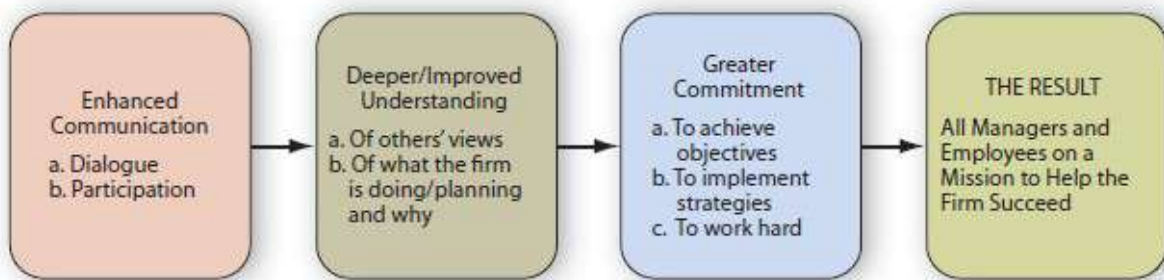 Enhanced
Communication
a. Dialogue
b. Participation
Deeper/Improved
Understanding
a. Of others' views
b. Of what the firm
is doing/planning
and why
Greater
Commitment
a. To achieve
objectives
b. To implement
strategies
c. To work hard
THE RESULT
All Managers and
Employees on a
Mission to Help the
Firm Succeed